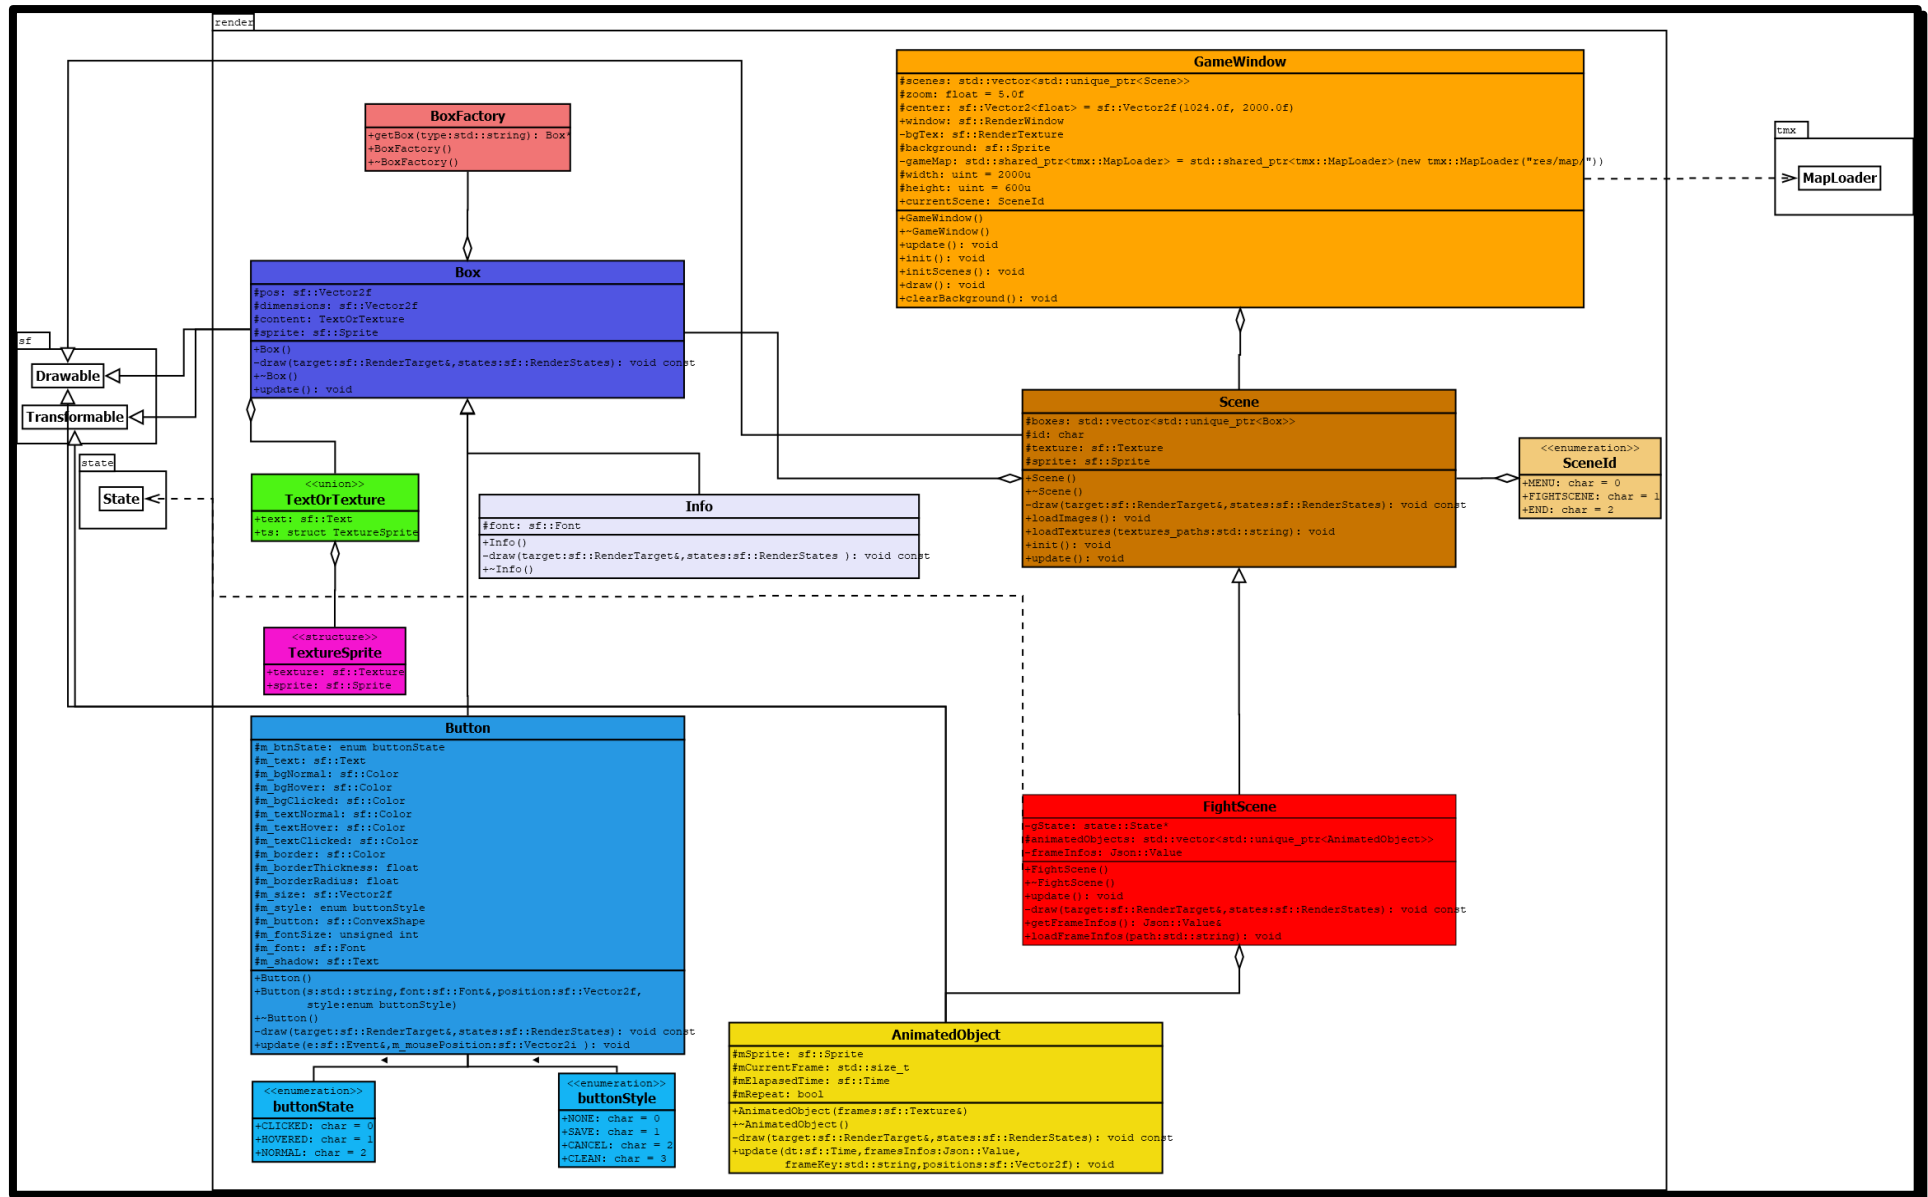 render
GameWindow
#scenes: std::vector<std::unique_ptr<Scene>>
#zoom: float = 5.0f
#center: sf::Vector2<float> = sf::Vector2f(1024.0f, 2000.0f)
+window: sf::RenderWindow
-bgTex: sf::RenderTexture
#background: sf::Sprite
-gameMap: std::shared_ptr<tmx::MapLoader> = std::shared_ptr<tmx::MapLoader>(new tmx::MapLoader("res/map/"))
#width: uint = 2000u
#height: uint = 600u
+currentScene: SceneId
+GameWindow()
+~GameWindow()
+update(): void
+init(): void
+initScenes(): void
+draw(): void
+clearBackground(): void
tmx
MapLoader
BoxFactory
+getBox(type:std::string): Box*
+BoxFactory()
+~BoxFactory()
Box
#pos: sf::Vector2f
#dimensions: sf::Vector2f
#content: TextOrTexture
#sprite: sf::Sprite
+Box()
-draw(target:sf::RenderTarget&,states:sf::RenderStates): void const
+~Box()
+update(): void
sf
Drawable
Transformable
state
State
Scene
#boxes: std::vector<std::unique_ptr<Box>>
#id: char
#texture: sf::Texture
#sprite: sf::Sprite
+Scene()
+~Scene()
-draw(target:sf::RenderTarget&,states:sf::RenderStates): void const
+loadImages(): void
+loadTextures(textures_paths:std::string): void
+init(): void
+update(): void
<<enumeration>>
SceneId
+MENU: char = 0
+FIGHTSCENE: char = 1
+END: char = 2
<<union>>
TextOrTexture
+text: sf::Text
+ts: struct TextureSprite
Info
#font: sf::Font
+Info()
-draw(target:sf::RenderTarget&,states:sf::RenderStates ): void const
+~Info()
<<structure>>
TextureSprite
+texture: sf::Texture
+sprite: sf::Sprite
Button
#m_btnState: enum buttonState
#m_text: sf::Text
#m_bgNormal: sf::Color
#m_bgHover: sf::Color
#m_bgClicked: sf::Color
#m_textNormal: sf::Color
#m_textHover: sf::Color
#m_textClicked: sf::Color
#m_border: sf::Color
#m_borderThickness: float
#m_borderRadius: float
#m_size: sf::Vector2f
#m_style: enum buttonStyle
#m_button: sf::ConvexShape
#m_fontSize: unsigned int
#m_font: sf::Font
#m_shadow: sf::Text
+Button()
+Button(s:std::string,font:sf::Font&,position:sf::Vector2f,
style:enum buttonStyle)
+~Button()
-draw(target:sf::RenderTarget&,states:sf::RenderStates): void const
+update(e:sf::Event&,m_mousePosition:sf::Vector2i ): void
FightScene
-gState: state::State*
#animatedObjects: std::vector<std::unique_ptr<AnimatedObject>>
-frameInfos: Json::Value
+FightScene()
+~FightScene()
+update(): void
-draw(target:sf::RenderTarget&,states:sf::RenderStates): void const
+getFrameInfos(): Json::Value&
+loadFrameInfos(path:std::string): void
AnimatedObject
#mSprite: sf::Sprite
#mCurrentFrame: std::size_t
#mElapasedTime: sf::Time
#mRepeat: bool
+AnimatedObject(frames:sf::Texture&)
+~AnimatedObject()
-draw(target:sf::RenderTarget&,states:sf::RenderStates): void const
+update(dt:sf::Time,framesInfos:Json::Value,
frameKey:std::string,positions:sf::Vector2f): void
<<enumeration>>
buttonState
+CLICKED: char = 0
+HOVERED: char = 1
+NORMAL: char = 2
<<enumeration>>
buttonStyle
+NONE: char = 0
+SAVE: char = 1
+CANCEL: char = 2
+CLEAN: char = 3